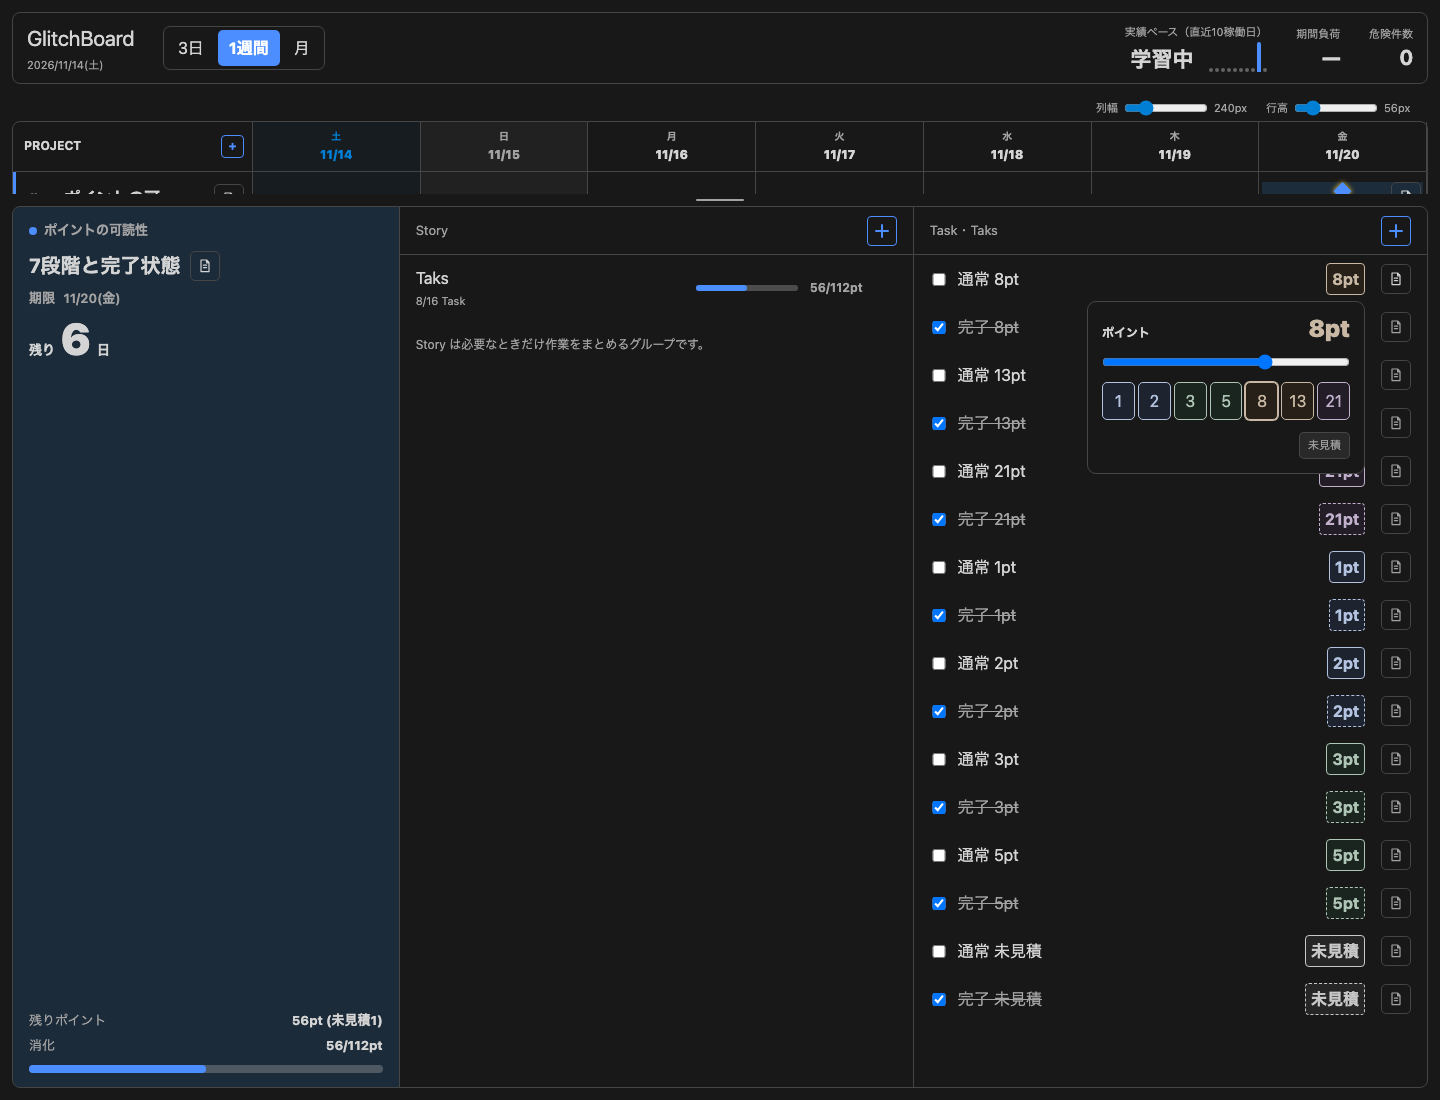 GlitchBoard
2026/11/14(土)
3日 1週間 月
実績ペース（直近10稼働日）
学習中
期間負荷
—
危険件数
0
列幅 240px 行高 56px
PROJECT +
土 11/14
日 11/15
月 11/16
火 11/17
水 11/18
木 11/19
金 11/20
ポイントの可読性
7段階と完了状態
期限 11/20(金)
残り 6 日
残りポイント 56pt (未見積1)
消化 56/112pt
Story
Taks
8/16 Task
56/112pt
Story は必要なときだけ作業をまとめるグループです。
Task・Taks
通常 8pt 8pt
完了 8pt
通常 13pt
完了 13pt
通常 21pt
完了 21pt 21pt
通常 1pt 1pt
完了 1pt 1pt
通常 2pt 2pt
完了 2pt 2pt
通常 3pt 3pt
完了 3pt 3pt
通常 5pt 5pt
完了 5pt 5pt
通常 未見積 未見積
完了 未見積 未見積
ポイント 8pt
1 2 3 5 8 13 21
未見積